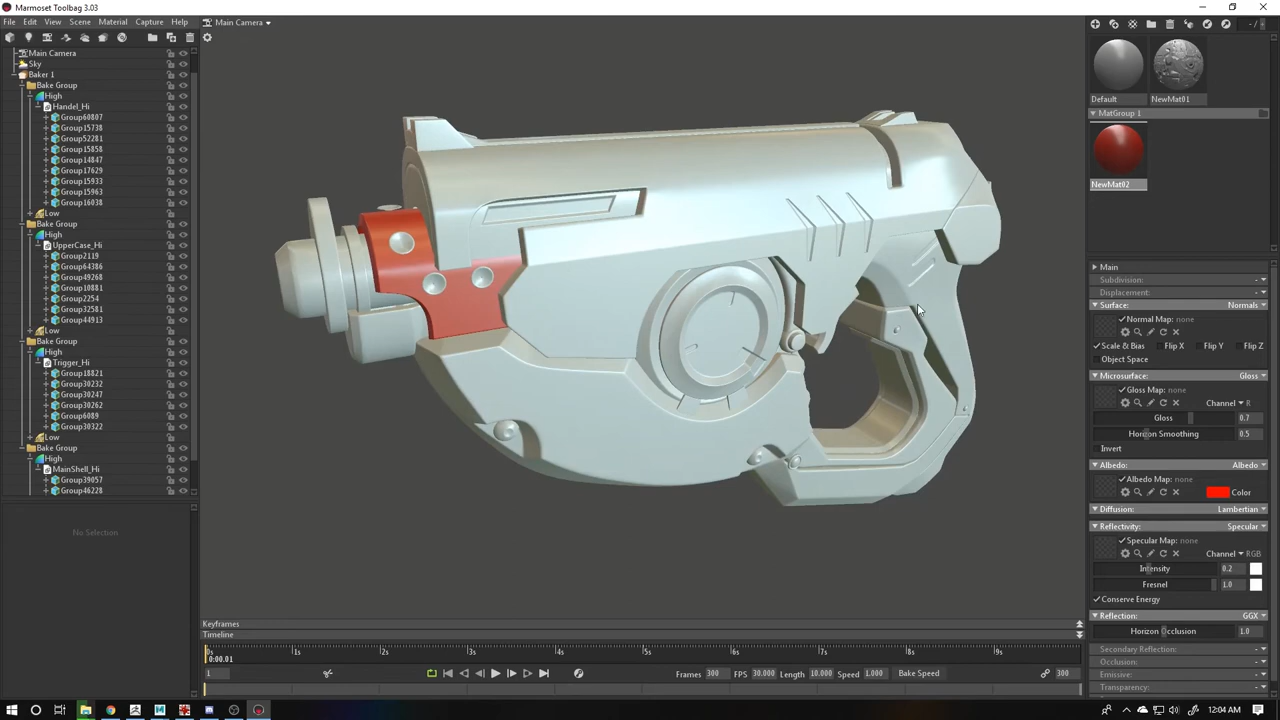 Marmoset Toolbag 3.03
File Edit View Scene Material Capture Help
Main Camera
Main Camera
Sky
Baker 1
Bake Group
High
Handel_Hi
Group60807
Group15738
Group52281
Group15858
Group14847
Group17629
Group15933
Group15963
Group16038
Low
Bake Group
High
UpperCase_Hi
Group2119
Group64386
Group49268
Group10881
Group2254
Group32581
Group44913
Low
Bake Group
High
Trigger_Hi
Group18821
Group30232
Group30247
Group30262
Group6089
Group30322
Low
Bake Group
High
MainShell_Hi
Group39057
Group46228
No Selection
Keyframes
Timeline
0s 1s 2s 3s 4s 5s 6s 7s 8s 9s
0:00.01
1
Frames 300 FPS 30.000 Length 10.000 Speed 1.000 Bake Speed 300
- / -
Default NewMat01
MatGroup 1
NewMat02
Main
Subdivision: -
Displacement: -
Surface: Normals
Normal Map: none
Scale & Bias Flip X Flip Y Flip Z
Object Space
Microsurface: Gloss
Gloss Map: none
Channel R
Gloss 0.7
Horizon Smoothing 0.5
Invert
Albedo: Albedo
Albedo Map: none
Color
Diffusion: Lambertian
Reflectivity: Specular
Specular Map: none
Channel RGB
Intensity 0.2
Fresnel 1.0
Conserve Energy
Reflection: GGX
Horizon Occlusion 1.0
Secondary Reflection: -
Occlusion: -
Emissive: -
Transparency: -
12:04 AM